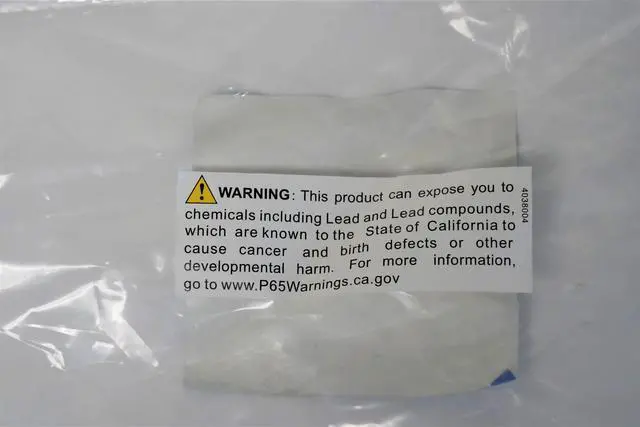 WARNING: This product can expose you to
chemicals including Lead and Lead compounds,
which are known to the State of California to
cause cancer and birth defects or other
developmental harm. For more information,
go to www.P65Warnings.ca.gov
4038004